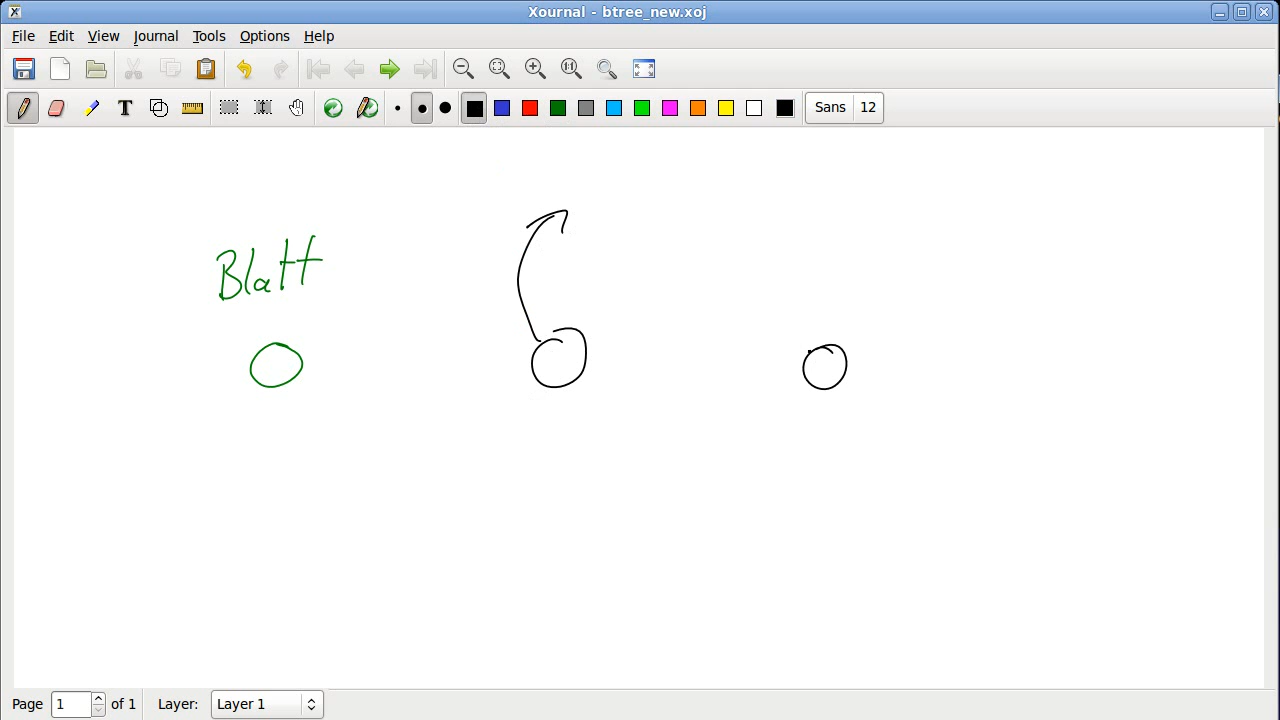 Xournal - btree_new.xoj
File Edit View Journal Tools Options Help
T Sans 12
Blatt
Page 1 of 1 Layer: Layer 1